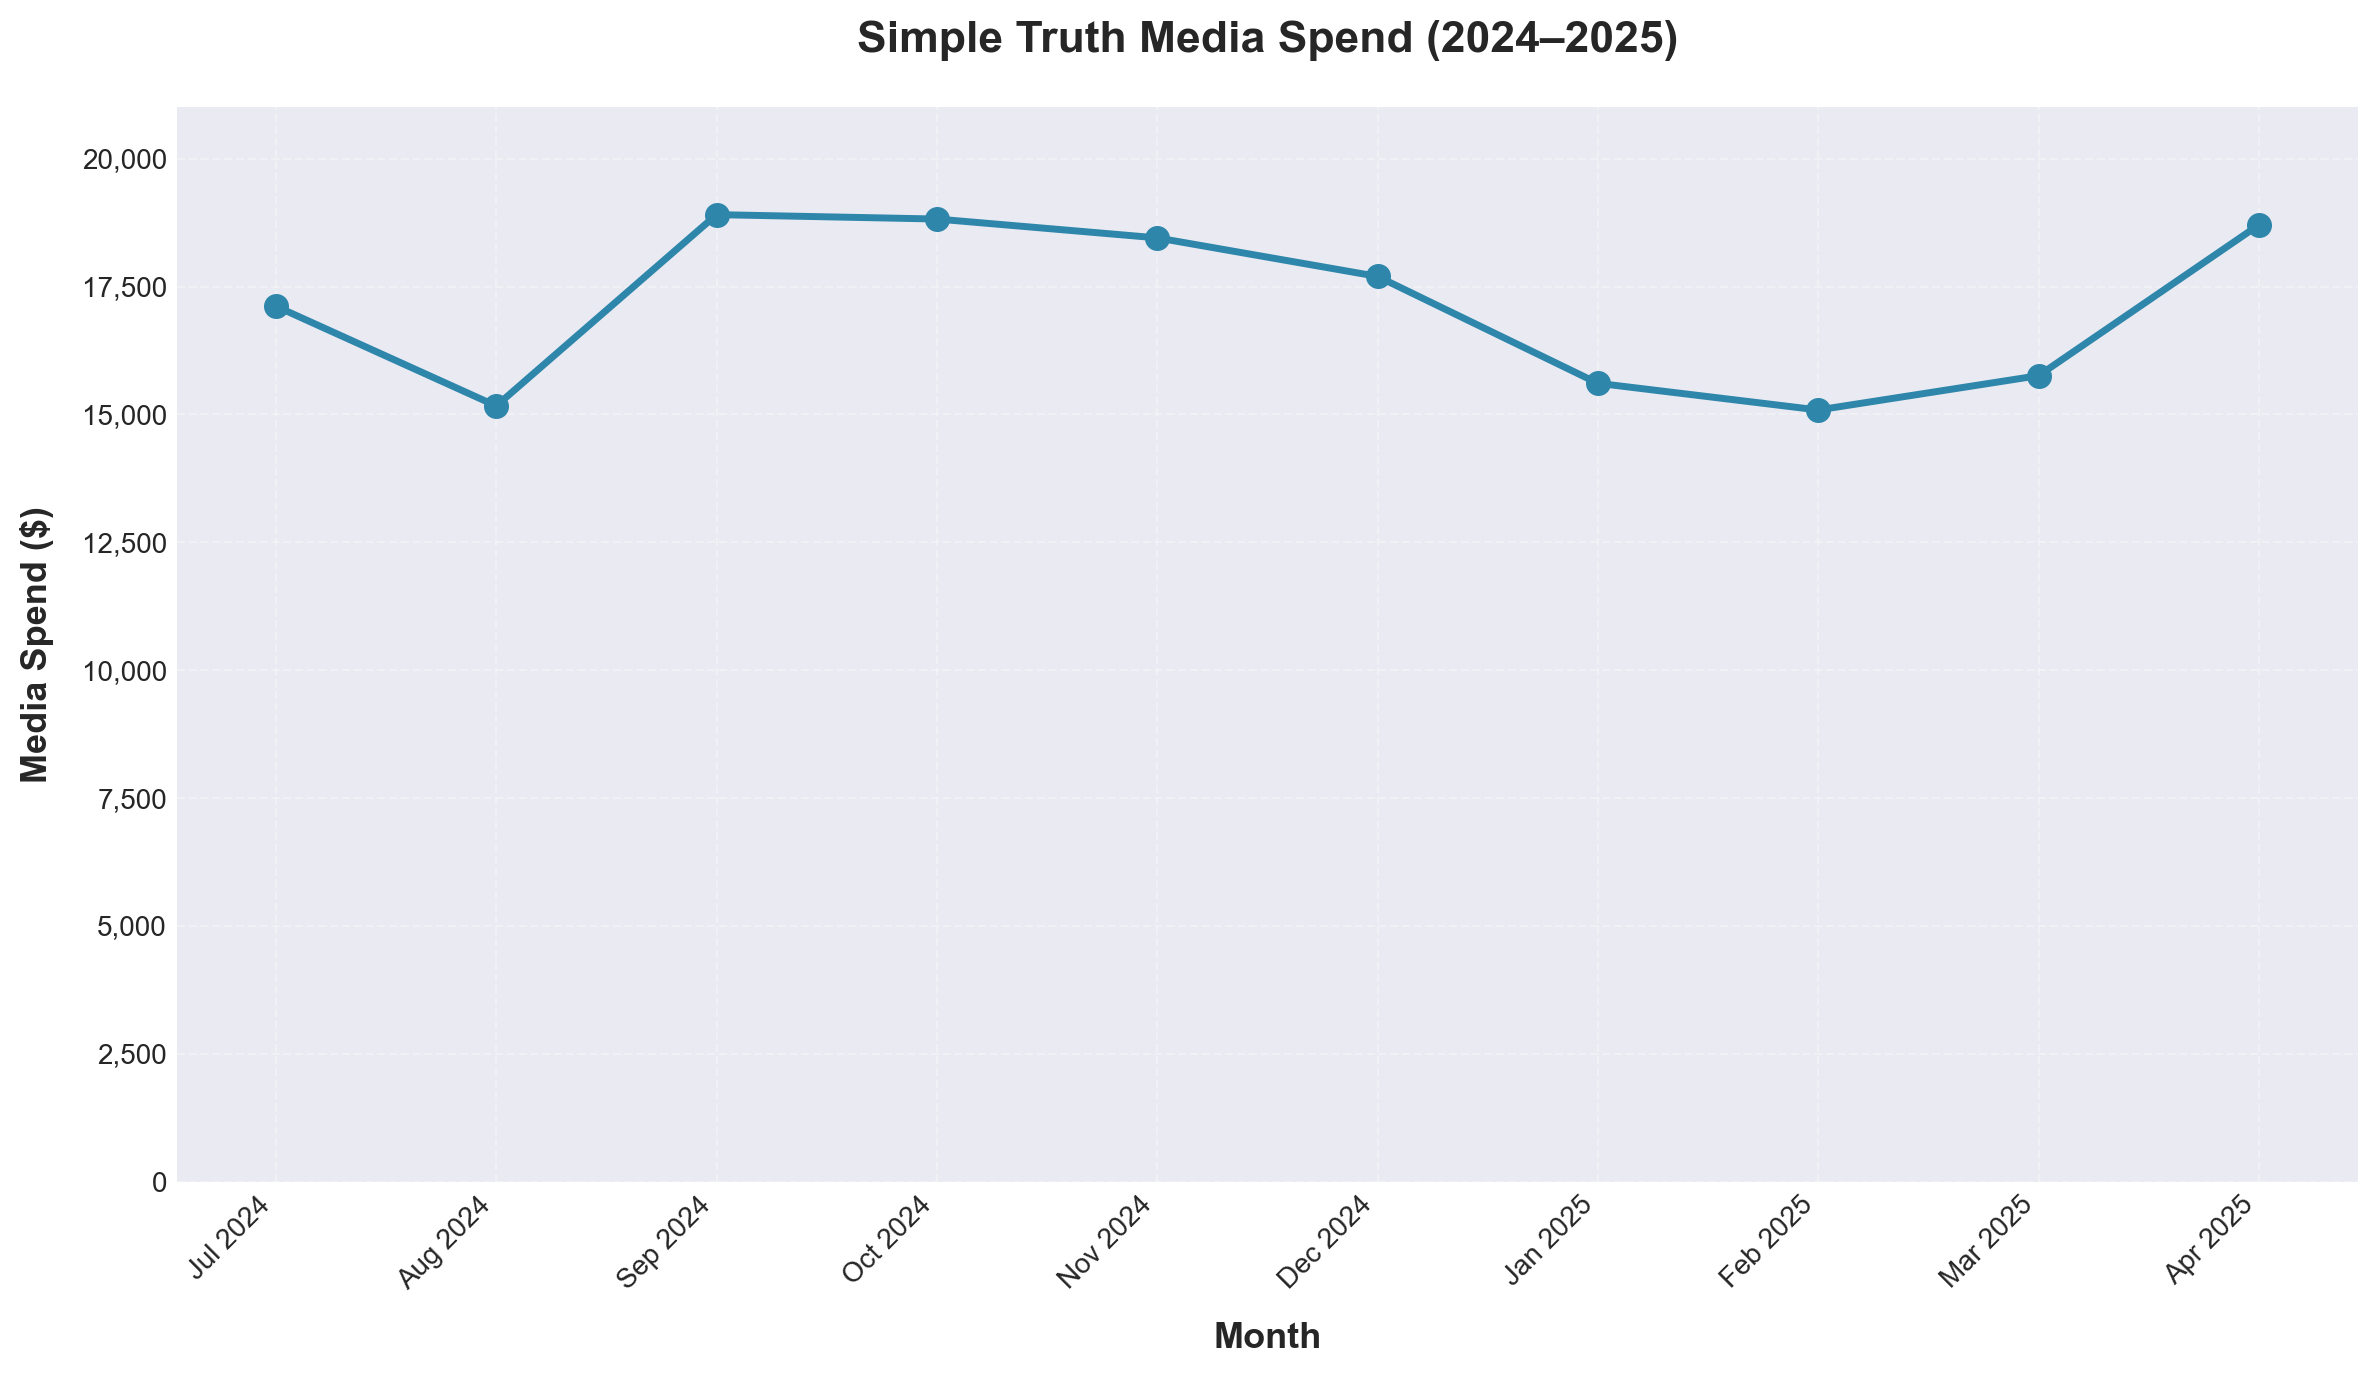 Simple Truth Media Spend (2024–2025)
Media Spend ($)
20,000
17,500
15,000
12,500
10,000
7,500
5,000
2,500
0
Jul 2024
Aug 2024
Sep 2024
Oct 2024
Nov 2024
Dec 2024
Jan 2025
Feb 2025
Mar 2025
Apr 2025
Month